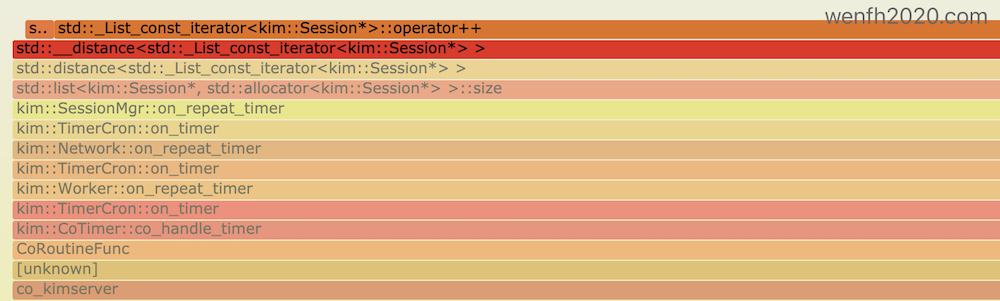 wenfh2020.com
s.. std::_List_const_iterator<kim::Session*>::operator++
std::__distance<std::_List_const_iterator<kim::Session*> >
std::distance<std::_List_const_iterator<kim::Session*> >
std::list<kim::Session*, std::allocator<kim::Session*> >::size
kim::SessionMgr::on_repeat_timer
kim::TimerCron::on_timer
kim::Network::on_repeat_timer
kim::TimerCron::on_timer
kim::Worker::on_repeat_timer
kim::TimerCron::on_timer
kim::CoTimer::co_handle_timer
CoRoutineFunc
[unknown]
co_kimserver